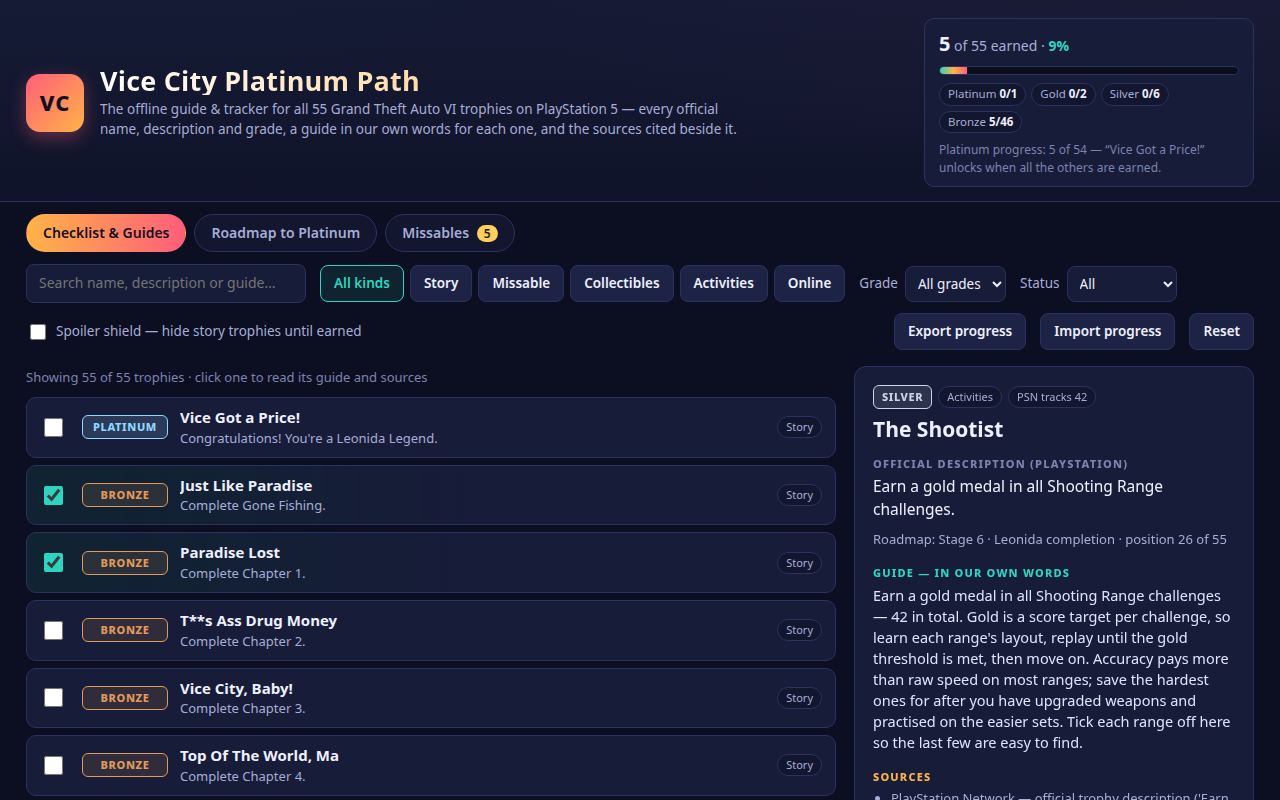 VC
Vice City Platinum Path
The offline guide & tracker for all 55 Grand Theft Auto VI trophies on PlayStation 5 — every official
name, description and grade, a guide in our own words for each one, and the sources cited beside it.
5 of 55 earned · 9%
Platinum 0/1 Gold 0/2 Silver 0/6
Bronze 5/46
Platinum progress: 5 of 54 — “Vice Got a Price!”
unlocks when all the others are earned.
Checklist & Guides Roadmap to Platinum Missables 5
Search name, description or guide... All kinds Story Missable Collectibles Activities Online Grade All grades Status All
Spoiler shield — hide story trophies until earned Export progress Import progress Reset
Showing 55 of 55 trophies · click one to read its guide and sources
PLATINUM
Vice Got a Price!
Congratulations! You're a Leonida Legend.
Story
BRONZE
Just Like Paradise
Complete Gone Fishing.
Story
BRONZE
Paradise Lost
Complete Chapter 1.
Story
BRONZE
T**s Ass Drug Money
Complete Chapter 2.
Story
BRONZE
Vice City, Baby!
Complete Chapter 3.
Story
BRONZE
Top Of The World, Ma
Complete Chapter 4.
Story
SILVER Activities PSN tracks 42
The Shootist
OFFICIAL DESCRIPTION (PLAYSTATION)
Earn a gold medal in all Shooting Range
challenges.
Roadmap: Stage 6 · Leonida completion · position 26 of 55
GUIDE — IN OUR OWN WORDS
Earn a gold medal in all Shooting Range challenges
— 42 in total. Gold is a score target per challenge, so
learn each range's layout, replay until the gold
threshold is met, then move on. Accuracy pays more
than raw speed on most ranges; save the hardest
ones for after you have upgraded weapons and
practised on the easier sets. Tick each range off here
so the last few are easy to find.
SOURCES
PlayStation Network — official trophy description ('Earn